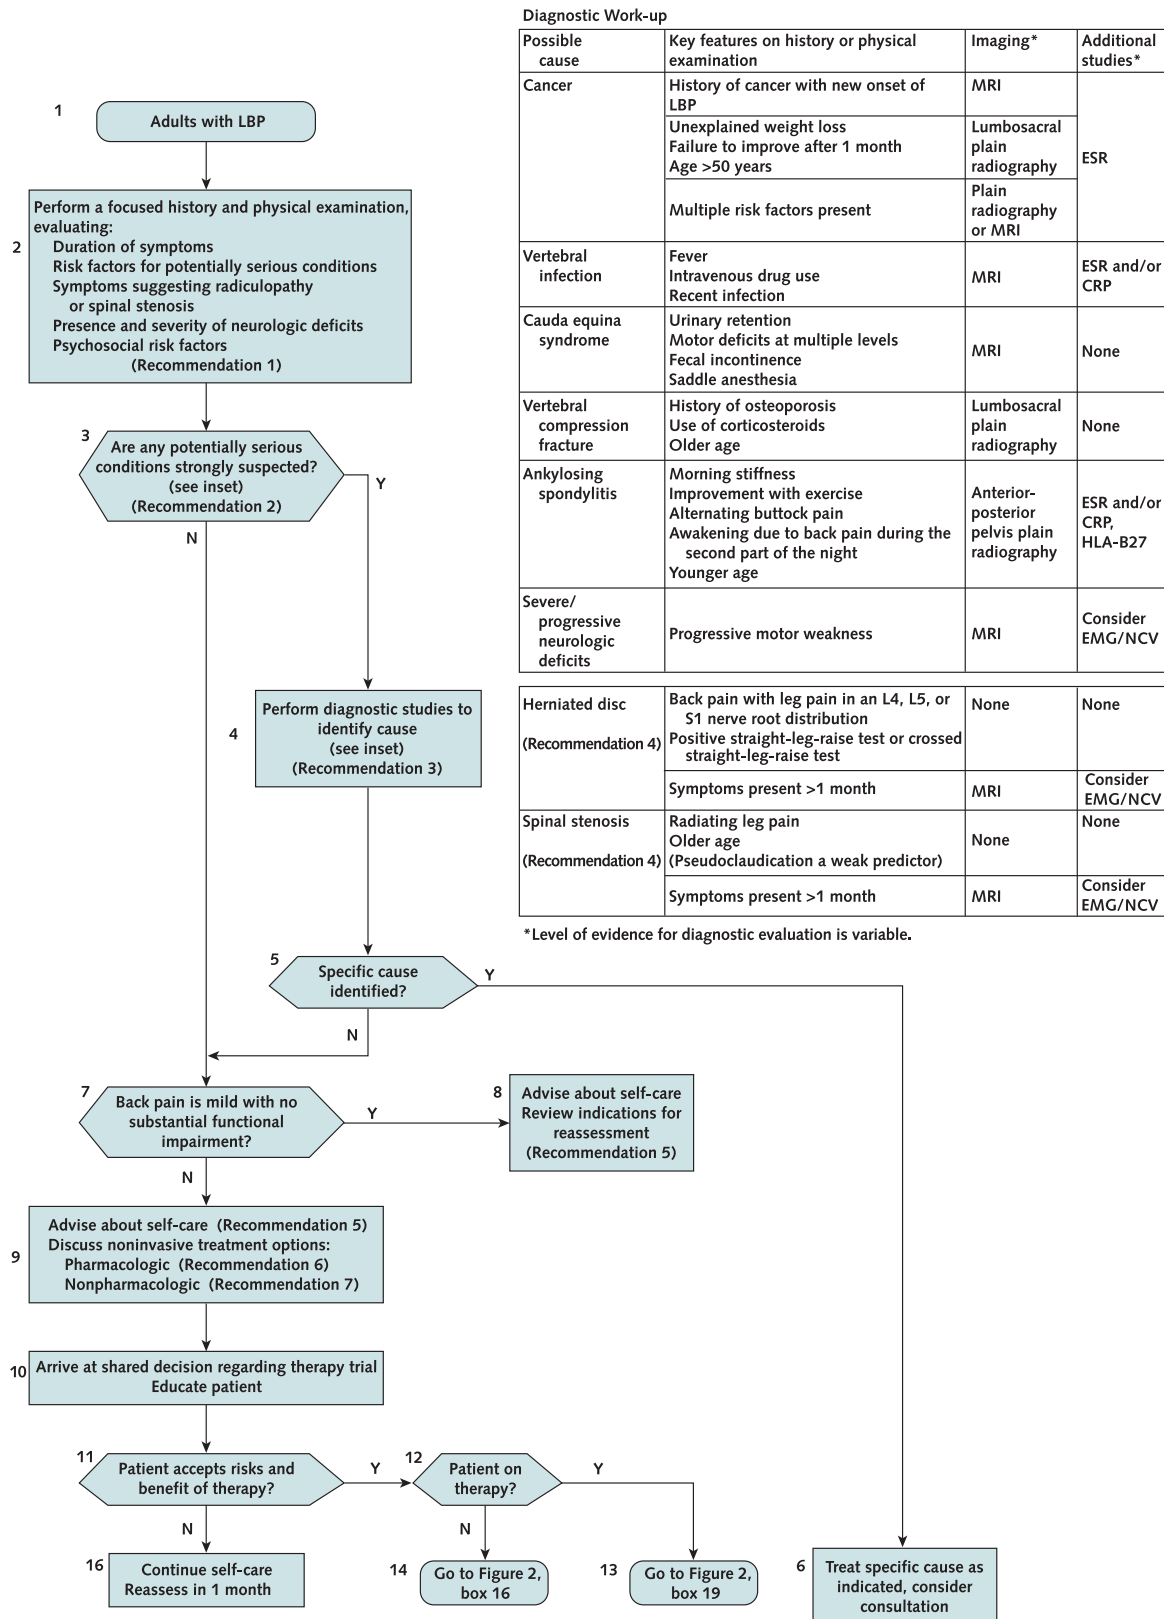 Diagnostic Work-up
Possible cause
Key features on history or physical examination
Imaging*
Additional studies*
Cancer
History of cancer with new onset of LBP
MRI
ESR
Unexplained weight loss
Failure to improve after 1 month
Age >50 years
Lumbosacral plain radiography
Multiple risk factors present
Plain radiography or MRI
Vertebral infection
Fever
Intravenous drug use
Recent infection
MRI
ESR and/or CRP
Cauda equina syndrome
Urinary retention
Motor deficits at multiple levels
Fecal incontinence
Saddle anesthesia
MRI
None
Vertebral compression fracture
History of osteoporosis
Use of corticosteroids
Older age
Lumbosacral plain radiography
None
Ankylosing spondylitis
Morning stiffness
Improvement with exercise
Alternating buttock pain
Awakening due to back pain during the second part of the night
Younger age
Anterior-posterior pelvis plain radiography
ESR and/or CRP, HLA-B27
Severe/progressive neurologic deficits
Progressive motor weakness
MRI
Consider EMG/NCV
Herniated disc
(Recommendation 4)
Back pain with leg pain in an L4, L5, or S1 nerve root distribution
Positive straight-leg-raise test or crossed straight-leg-raise test
None
None
Symptoms present >1 month
MRI
Consider EMG/NCV
Spinal stenosis
(Recommendation 4)
Radiating leg pain
Older age
(Pseudoclaudication a weak predictor)
None
None
Symptoms present >1 month
MRI
Consider EMG/NCV
*Level of evidence for diagnostic evaluation is variable.
1
Adults with LBP
2
Perform a focused history and physical examination,
evaluating:
Duration of symptoms
Risk factors for potentially serious conditions
Symptoms suggesting radiculopathy
or spinal stenosis
Presence and severity of neurologic deficits
Psychosocial risk factors
(Recommendation 1)
3
Are any potentially serious
conditions strongly suspected?
(see inset)
(Recommendation 2)
Y
N
4
Perform diagnostic studies to
identify cause
(see inset)
(Recommendation 3)
5
Specific cause
identified?
Y
N
7
Back pain is mild with no
substantial functional
impairment?
Y
N
8
Advise about self-care
Review indications for
reassessment
(Recommendation 5)
9
Advise about self-care (Recommendation 5)
Discuss noninvasive treatment options:
Pharmacologic (Recommendation 6)
Nonpharmacologic (Recommendation 7)
10
Arrive at shared decision regarding therapy trial
Educate patient
11
Patient accepts risks and
benefit of therapy?
Y
N
12
Patient on
therapy?
Y
N
16
Continue self-care
Reassess in 1 month
14
Go to Figure 2,
box 16
13
Go to Figure 2,
box 19
6
Treat specific cause as
indicated, consider
consultation